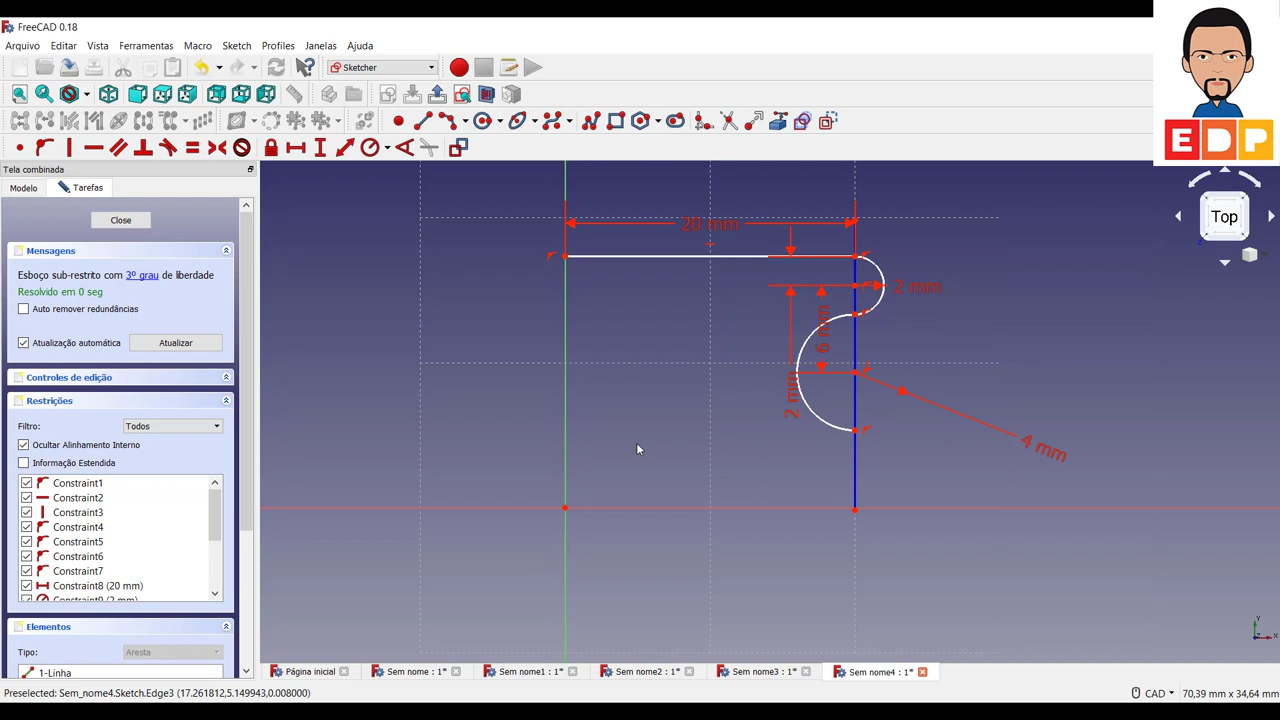 FreeCAD 0.18
Arquivo Editar Vista Ferramentas Macro Sketch Profiles Janelas Ajuda
Sketcher
EDP
Tela combinada
Modelo Tarefas
Close
Top
Mensagens
Esboço sub-restrito com 3º grau de liberdade
Resolvido em 0 seg
Auto remover redundâncias
Atualização automática Atualizar
Controles de edição
Restrições
Filtro: Todos
Ocultar Alinhamento Interno
Informação Estendida
Constraint1
Constraint2
Constraint3
Constraint4
Constraint5
Constraint6
Constraint7
Constraint8 (20 mm)
Constraint9 (2 mm)
Elementos
Tipo: Aresta
1-Linha
20 mm
2 mm
6 mm
2 mm
4 mm
Y
Z X
Página inicial Sem nome : 1* Sem nome1 : 1* Sem nome2 : 1* Sem nome3 : 1* Sem nome4 : 1*
Preselected: Sem_nome4.Sketch.Edge3 (17.261812,5.149943,0.008000) CAD 70,39 mm x 34,64 mm